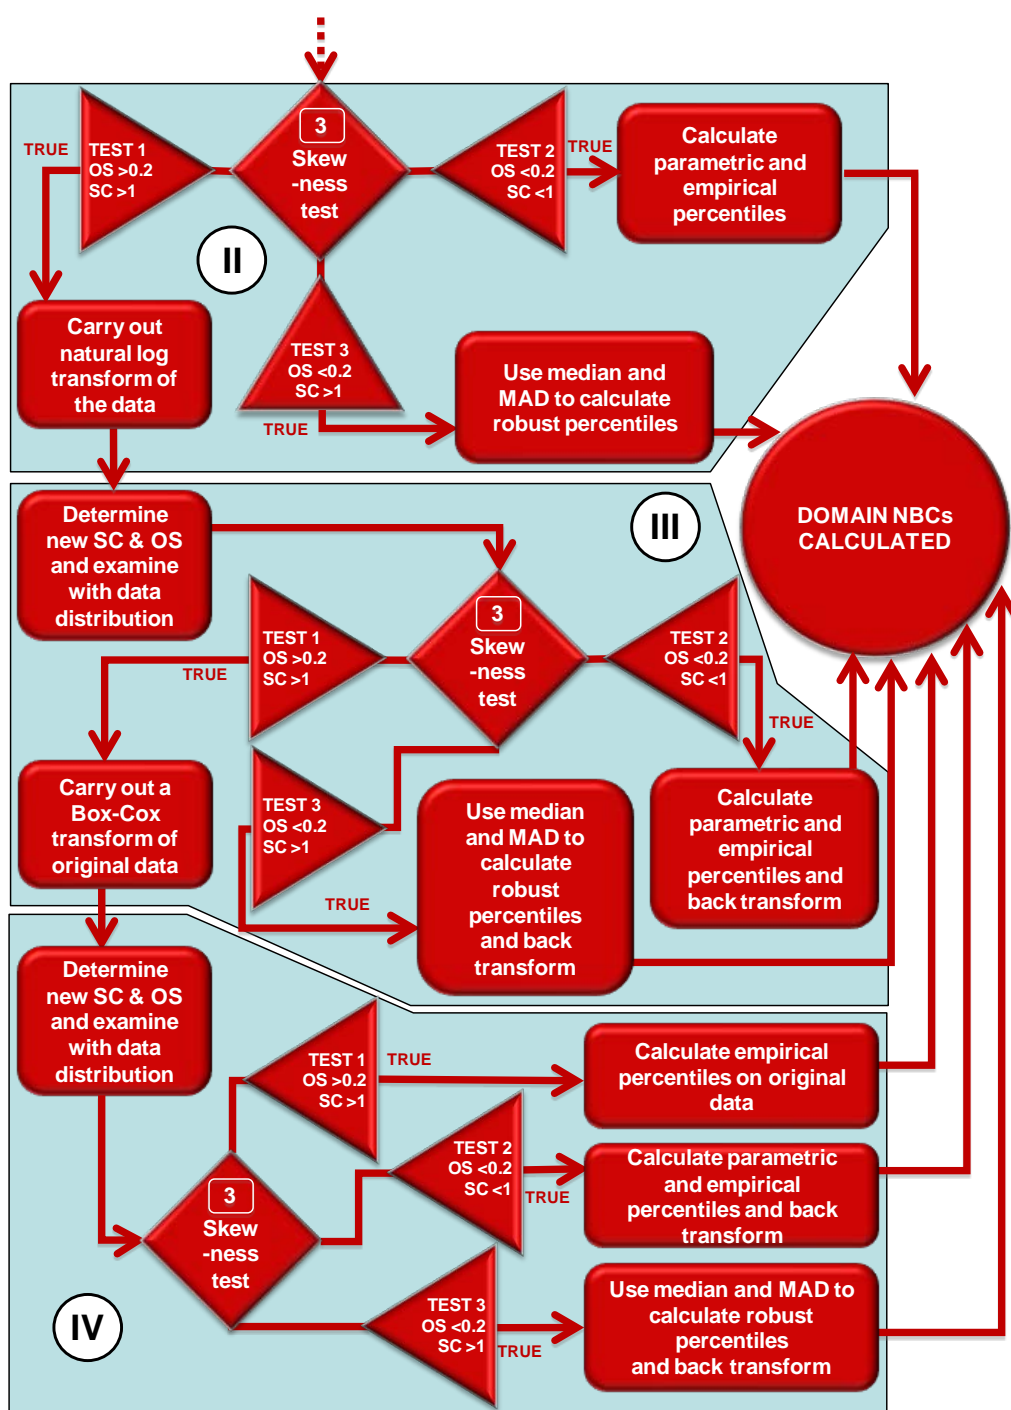 3
Skew
-ness
test
TRUE
TEST 1
OS >0.2
SC >1
TEST 2
OS <0.2
SC <1
TRUE
Calculate
parametric and
empirical
percentiles
II
Carry out
natural log
transform of
the data
TEST 3
OS <0.2
SC >1
TRUE
Use median and
MAD to calculate
robust percentiles
DOMAIN NBCs
CALCULATED
III
Determine
new SC & OS
and examine
with data
distribution
3
Skew
-ness
test
TEST 1
OS >0.2
SC >1
TRUE
TEST 2
OS <0.2
SC <1
TRUE
Carry out a
Box-Cox
transform of
original data
TEST 3
OS <0.2
SC >1
TRUE
Use median
and MAD to
calculate
robust
percentiles
and back
transform
Calculate
parametric and
empirical
percentiles and
back transform
Determine
new SC & OS
and examine
with data
distribution
TEST 1
OS >0.2
SC >1
TRUE
Calculate empirical
percentiles on original
data
3
Skew
-ness
test
TEST 2
OS <0.2
SC <1
TRUE
Calculate parametric
and empirical
percentiles and back
transform
IV
TEST 3
OS <0.2
SC >1
TRUE
Use median and MAD to
calculate robust
percentiles
and back transform